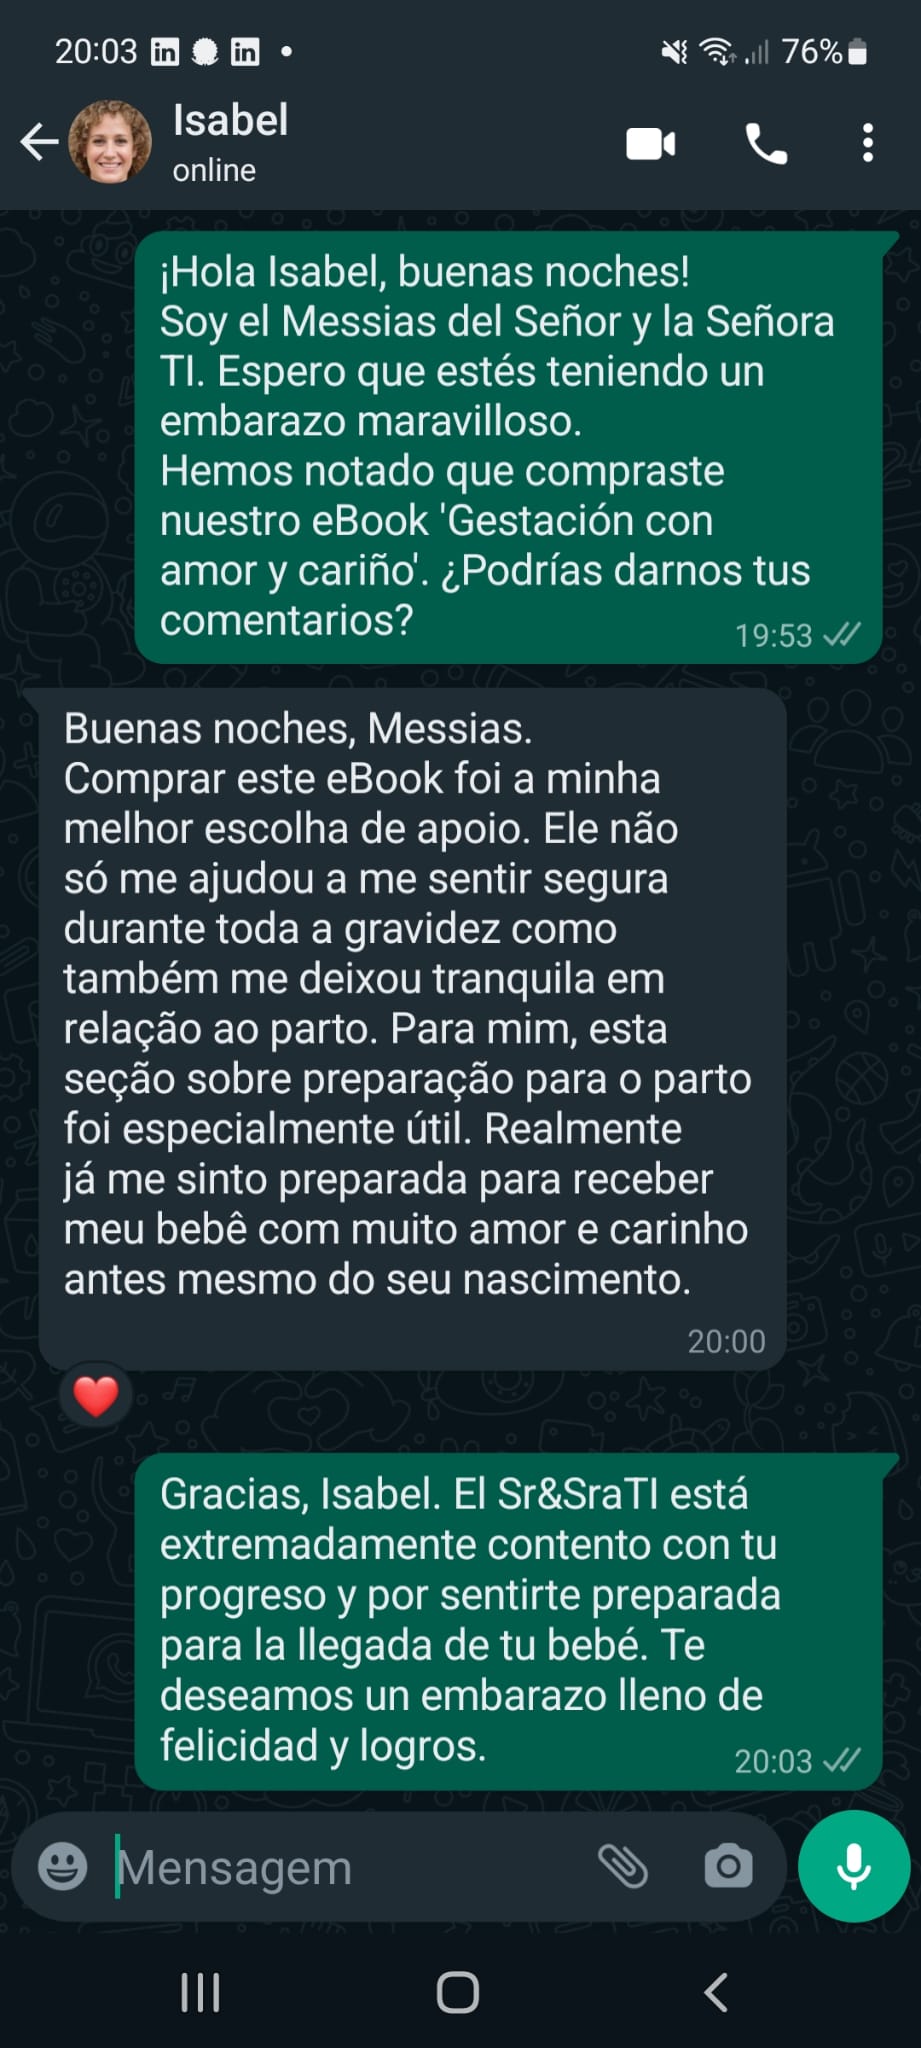 20:03 in in 76%
Isabel
online
¡Hola Isabel, buenas noches!
Soy el Messias del Señor y la Señora
TI. Espero que estés teniendo un
embarazo maravilloso.
Hemos notado que compraste
nuestro eBook 'Gestación con
amor y cariño'. ¿Podrías darnos tus
comentarios?
19:53
Buenas noches, Messias.
Comprar este eBook foi a minha
melhor escolha de apoio. Ele não
só me ajudou a me sentir segura
durante toda a gravidez como
também me deixou tranquila em
relação ao parto. Para mim, esta
seção sobre preparação para o parto
foi especialmente útil. Realmente
já me sinto preparada para receber
meu bebê com muito amor e carinho
antes mesmo do seu nascimento.
20:00
Gracias, Isabel. El Sr&SraTI está
extremadamente contento con tu
progreso y por sentirte preparada
para la llegada de tu bebé. Te
deseamos un embarazo lleno de
felicidad y logros.
20:03
Mensagem